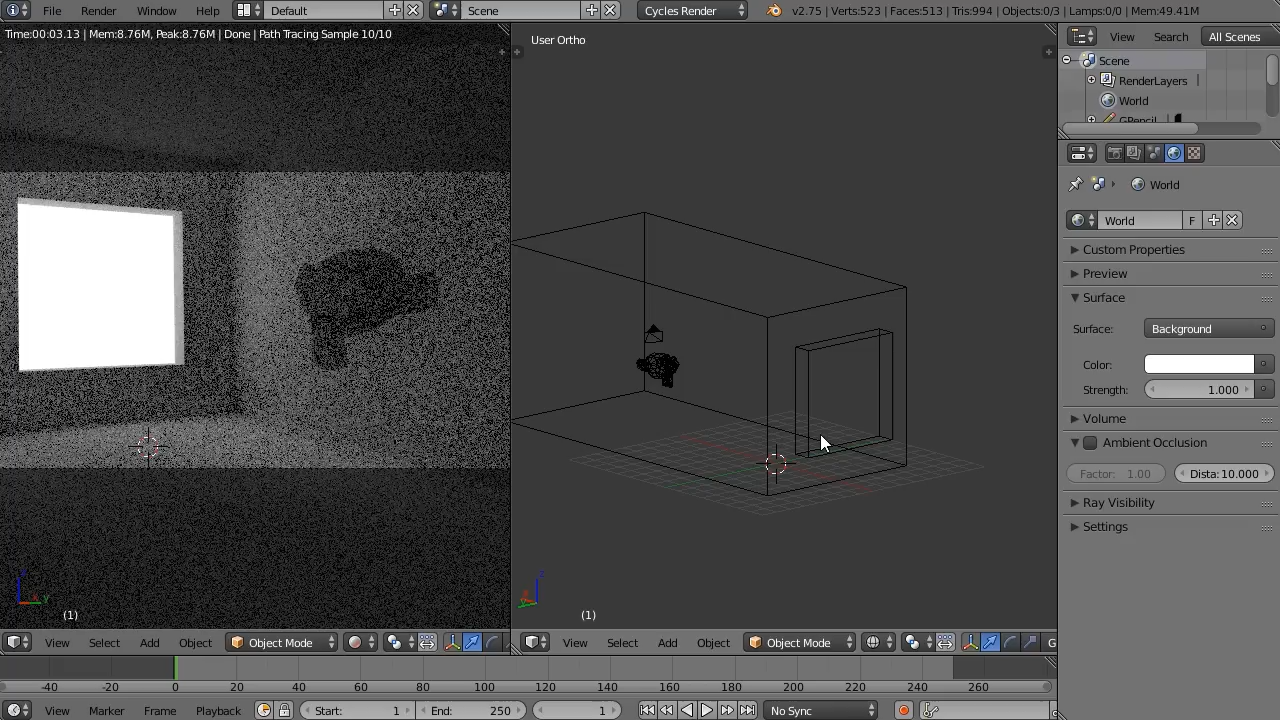 File Render Window Help Default Scene Cycles Render v2.75 | Verts:523 | Faces:513 | Tris:994 | Objects:0/3 | Lamps:0/0 | Mem:49.41M
Time:00:03.13 | Mem:8.76M, Peak:8.76M | Done | Path Tracing Sample 10/10
User Ortho
View Search All Scenes
Scene
RenderLayers
World
GPencil
World
World F
Custom Properties
Preview
Surface
Surface: Background
Color:
Strength: 1.000
Volume
Ambient Occlusion
Factor: 1.00 Dista: 10.000
Ray Visibility
Settings
(1)
(1)
View Select Add Object Object Mode
View Select Add Object Object Mode G
-40 -20 0 20 40 60 80 100 120 140 160 180 200 220 240 260
View Marker Frame Playback Start: 1 End: 250 1 No Sync